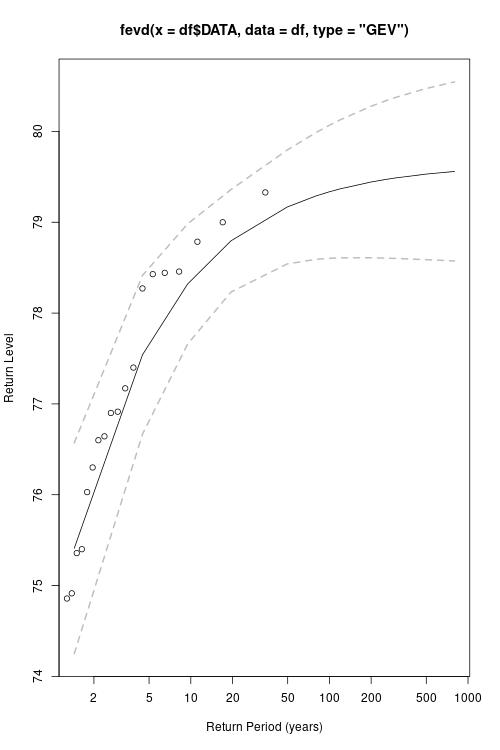 fevd(x = df$DATA, data = df, type = "GEV")
80
79
78
77
76
75
74
Return Level
2 5 10 20 50 100 200 500 1000
Return Period (years)